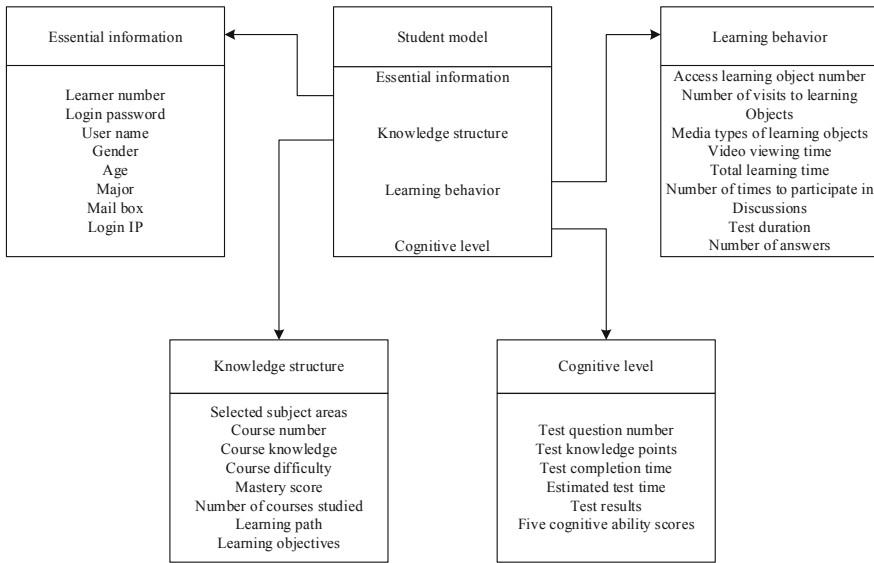 Essential information
Learner number
Login password
User name
Gender
Age
Major
Mail box
Login IP
Student model
Essential information
Knowledge structure
Learning behavior
Cognitive level
Learning behavior
Access learning object number
Number of visits to learning
Objects
Media types of learning objects
Video viewing time
Total learning time
Number of times to participate in
Discussions
Test duration
Number of answers
Knowledge structure
Selected subject areas
Course number
Course knowledge
Course difficulty
Mastery score
Number of courses studied
Learning path
Learning objectives
Cognitive level
Test question number
Test knowledge points
Test completion time
Estimated test time
Test results
Five cognitive ability scores